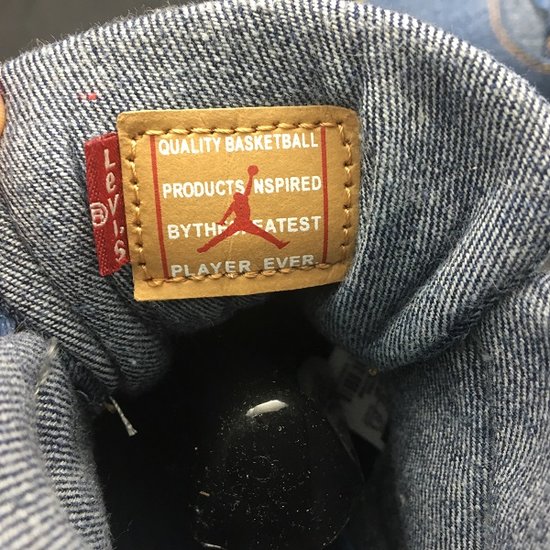 QUALITY BASKETBALL
PRODUCTS NSPIRED
BYTH EATEST
PLAYER EVER
LeVI'S
®